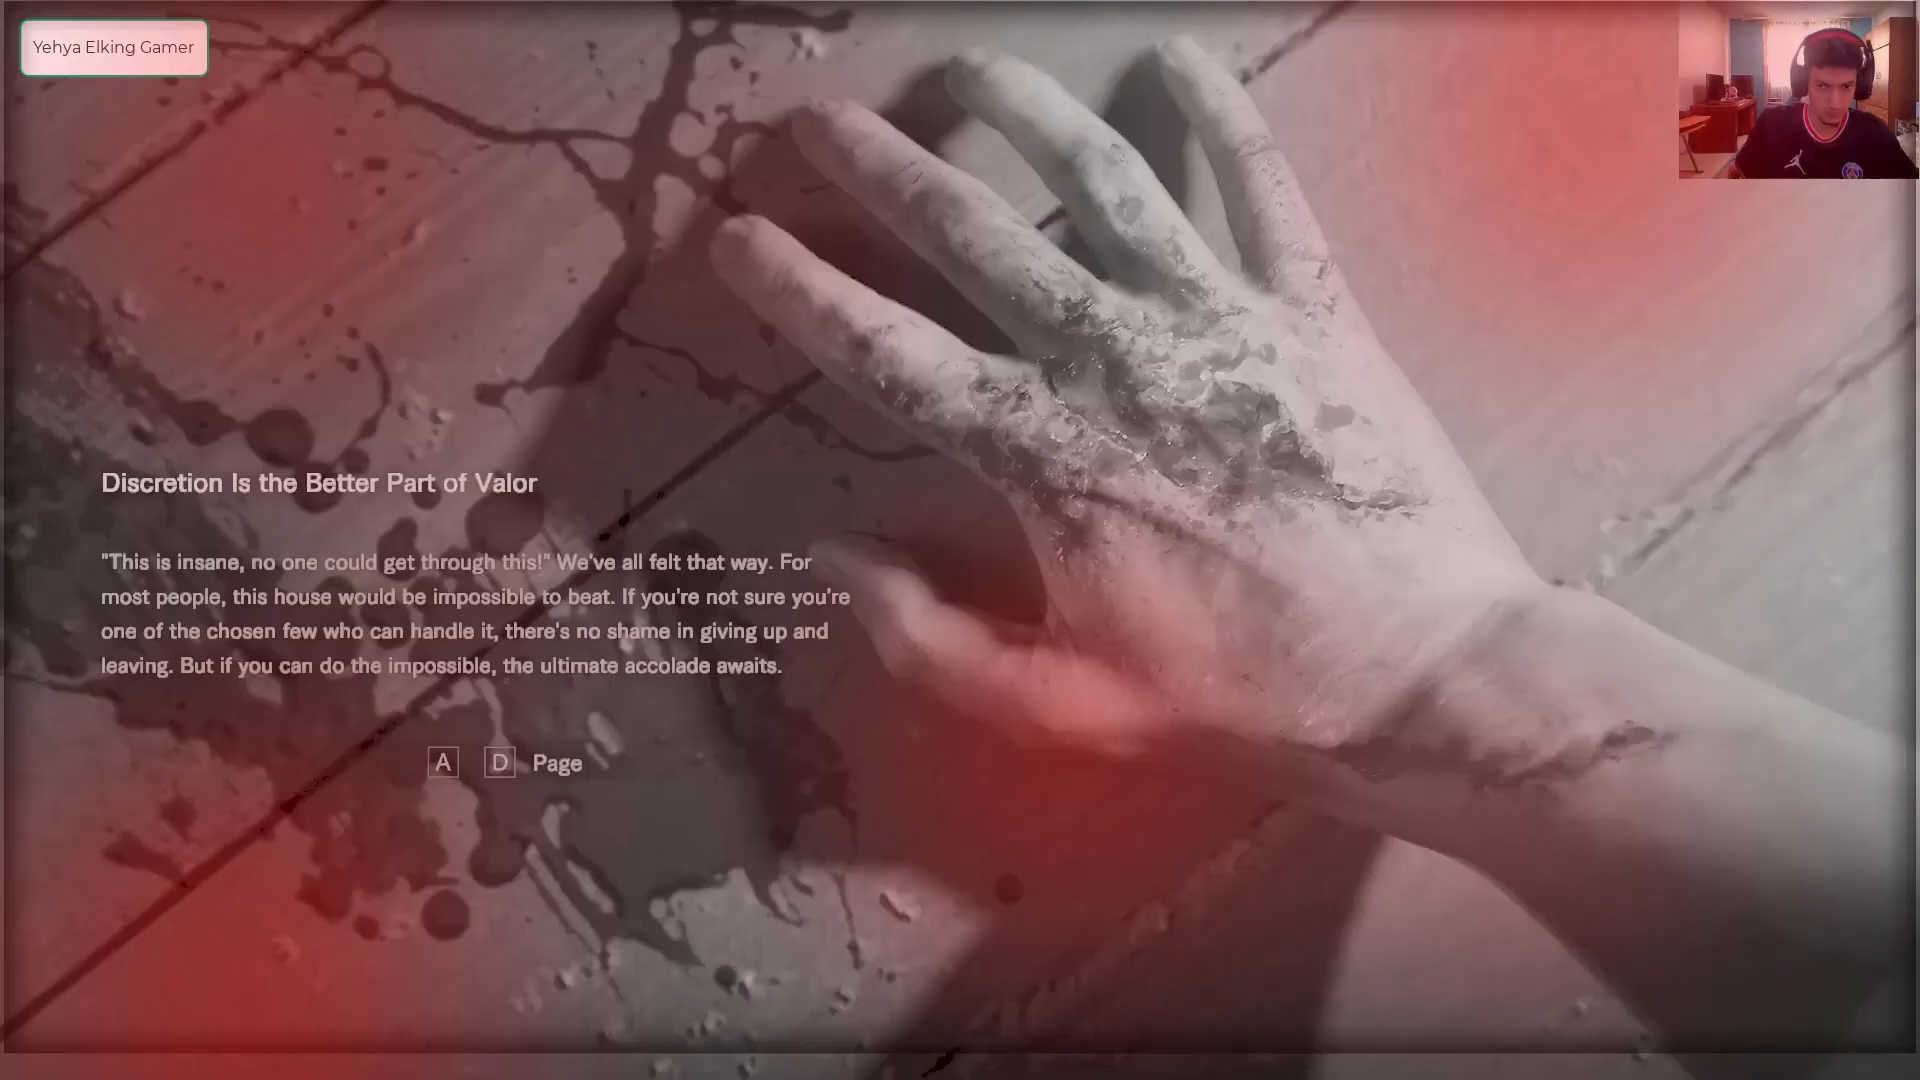 Yehya Elking Gamer
Discretion Is the Better Part of Valor
"This is insane, no one could get through this!" We've all felt that way. For
most people, this house would be impossible to beat. If you're not sure you're
one of the chosen few who can handle it, there's no shame in giving up and
leaving. But if you can do the impossible, the ultimate accolade awaits.
A D Page